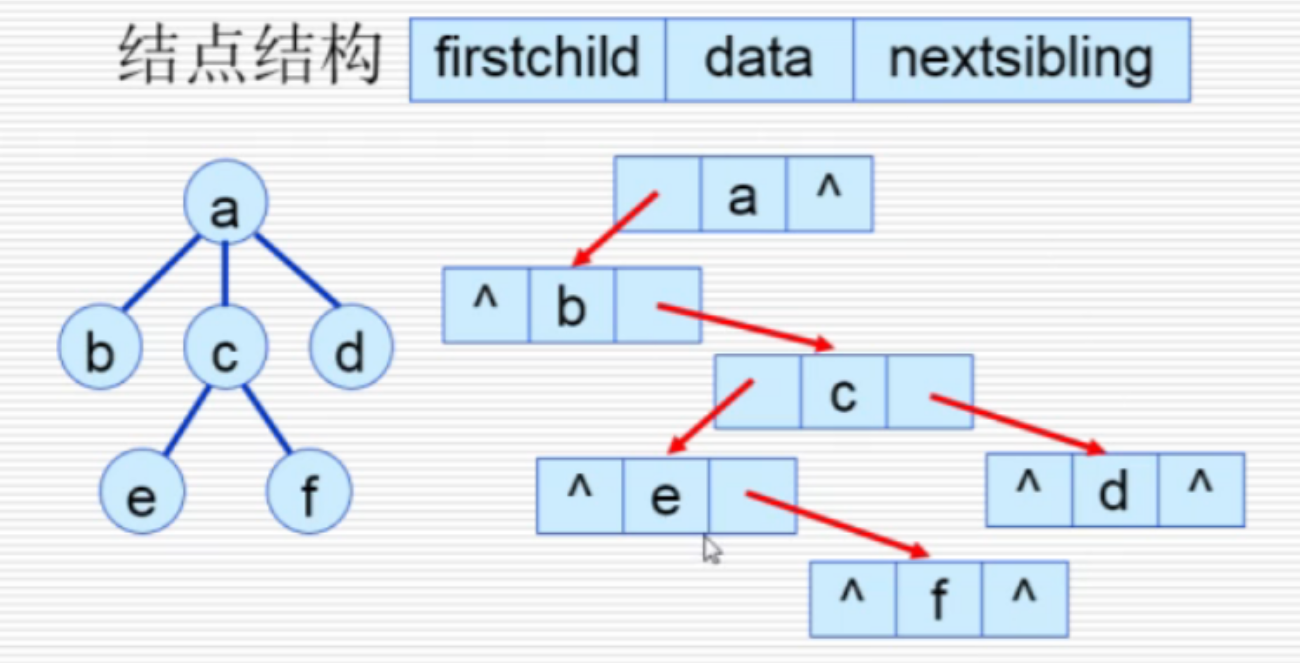 结点结构 firstchild data nextsibling
a
a ^
b c d
^ b
c
e f
^ e
^ d ^
^ f ^